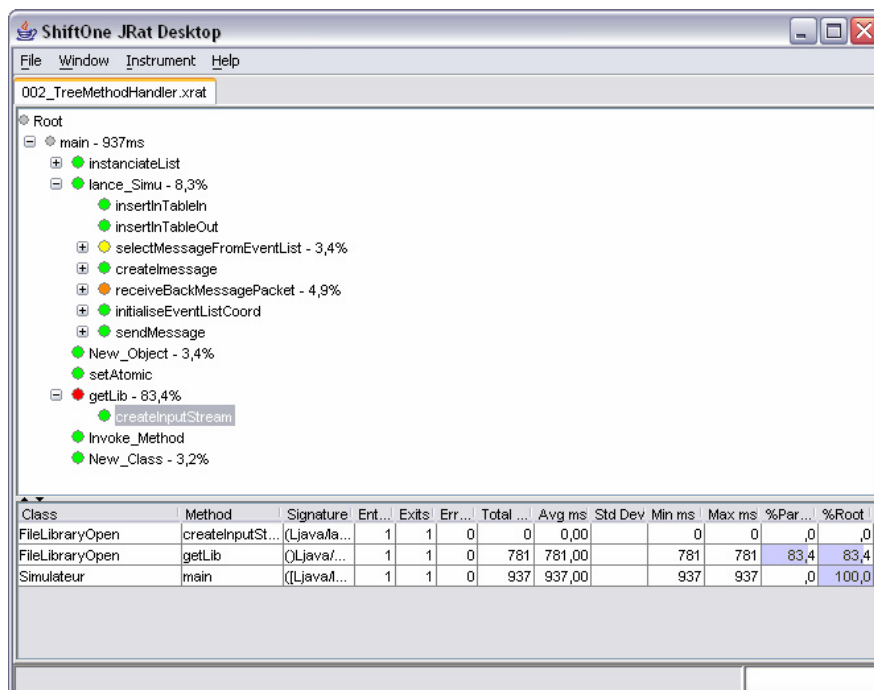 ShiftOne JRat Desktop
File Window Instrument Help
002_TreeMethodHandler.xrat
Root
main - 937ms
instanciateList
lance_Simu - 8,3%
insertInTableIn
insertInTableOut
selectMessageFromEventList - 3,4%
createImessage
receiveBackMessagePacket - 4,9%
initialiseEventListCoord
sendMessage
New_Object - 3,4%
setAtomic
getLib - 83,4%
createInputStream
Invoke_Method
New_Class - 3,2%
Class Method Signature Ent... Exits Err... Total ... Avg ms Std Dev Min ms Max ms %Par... %Root
FileLibraryOpen createInputSt... (Ljava/la... 1 1 0 0 0,00 0 0 ,0 ,0
FileLibraryOpen getLib ()Ljava/... 1 1 0 781 781,00 781 781 83,4 83,4
Simulateur main ([Ljava/l... 1 1 0 937 937,00 937 937 ,0 100,0